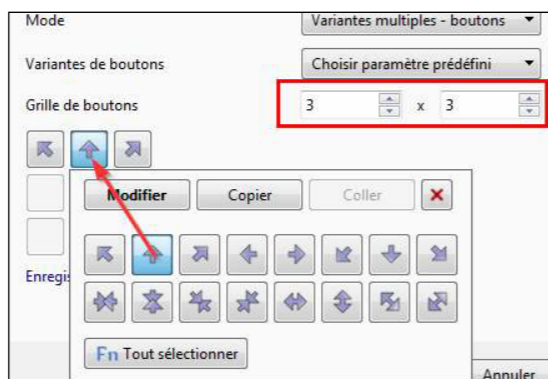 Mode Variantes multiples - boutons
Variantes de boutons Choisir paramètre prédéfini
Grille de boutons 3 x 3
Modifier Copier Coller
Enregis
Fn Tout sélectionner
Annuler